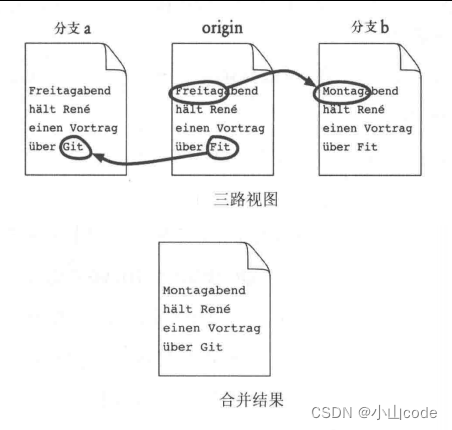 分支a
origin
分支b
Freitagabend
hält René
einen Vortrag
über Git
Freitagabend
hält René
einen Vortrag
über Fit
Montagabend
hält René
einen Vortrag
über Fit
三路视图
Montagabend
hält René
einen Vortrag
über Git
合并结果
CSDN @小山code